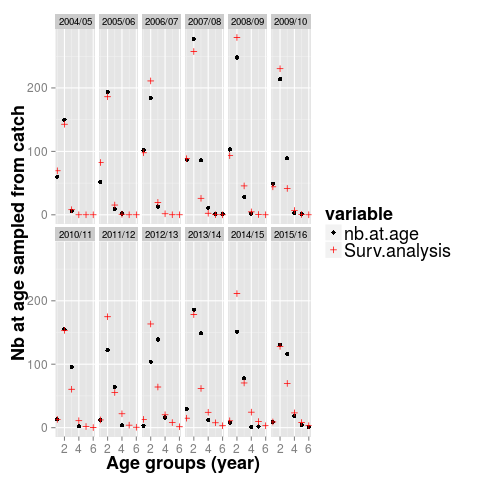 2004/05 2005/06 2006/07 2007/08 2008/09 2009/10
200
100
0
2010/11 2011/12 2012/13 2013/14 2014/15 2015/16
200
100
0
2 4 6 2 4 6 2 4 6 2 4 6 2 4 6 2 4 6
Age groups (year)
Nb at age sampled from catch
variable
nb.at.age
Surv.analysis